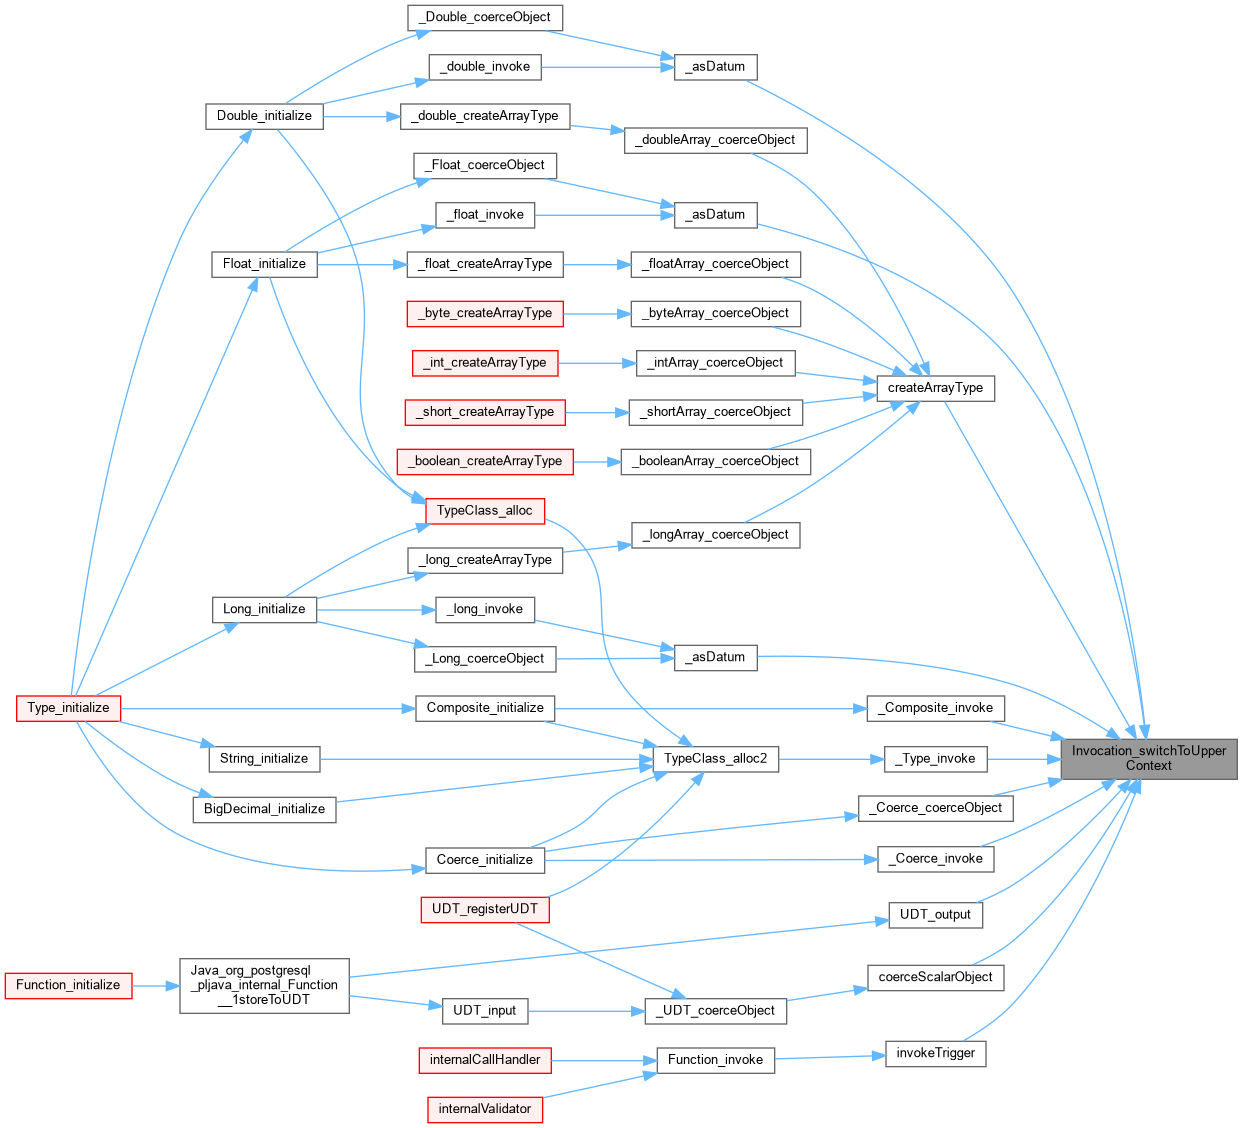 _Double_coerceObject
_double_invoke
_asDatum
Double_initialize
_double_createArrayType
_doubleArray_coerceObject
_Float_coerceObject
_float_invoke
_asDatum
Float_initialize
_float_createArrayType
_floatArray_coerceObject
_byte_createArrayType
_byteArray_coerceObject
_int_createArrayType
_intArray_coerceObject
createArrayType
_short_createArrayType
_shortArray_coerceObject
_boolean_createArrayType
_booleanArray_coerceObject
TypeClass_alloc
_longArray_coerceObject
_long_createArrayType
Long_initialize
_long_invoke
_Long_coerceObject
_asDatum
Type_initialize
Composite_initialize
_Composite_invoke
Invocation_switchToUpper
Context
String_initialize
TypeClass_alloc2
_Type_invoke
BigDecimal_initialize
_Coerce_coerceObject
Coerce_initialize
_Coerce_invoke
UDT_registerUDT
UDT_output
Java_org_postgresql
_pljava_internal_Function
__1storeToUDT
Function_initialize
coerceScalarObject
UDT_input
_UDT_coerceObject
internalCallHandler
Function_invoke
invokeTrigger
internalValidator